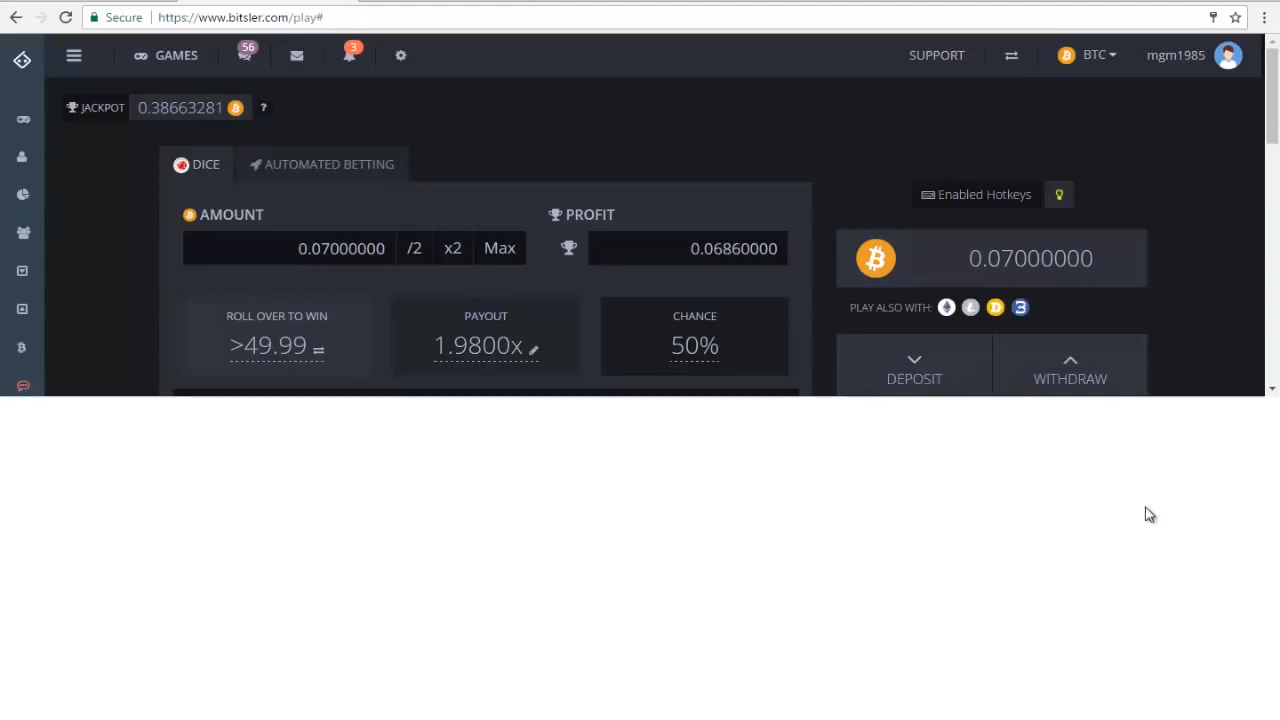 Secure https://www.bitsler.com/play#
GAMES 56 3 SUPPORT BTC mgm1985
JACKPOT 0.38663281 ?
DICE AUTOMATED BETTING
Enabled Hotkeys
AMOUNT PROFIT
0.07000000 /2 x2 Max 0.06860000
0.07000000
PLAY ALSO WITH:
ROLL OVER TO WIN PAYOUT CHANCE
>49.99 1.9800x 50%
DEPOSIT WITHDRAW